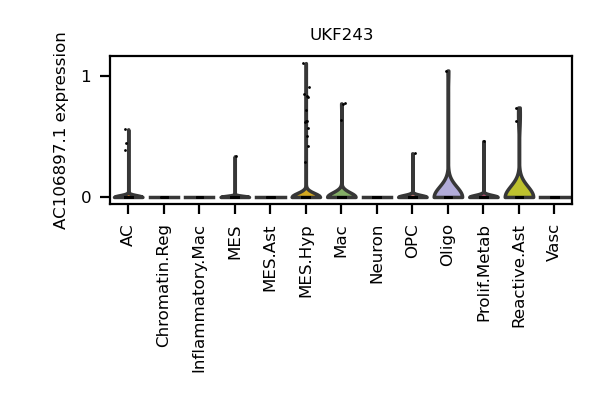 UKF243
AC106897.1 expression
1
0
AC
Chromatin.Reg
Inflammatory.Mac
MES
MES.Ast
MES.Hyp
Mac
Neuron
OPC
Oligo
Prolif.Metab
Reactive.Ast
Vasc